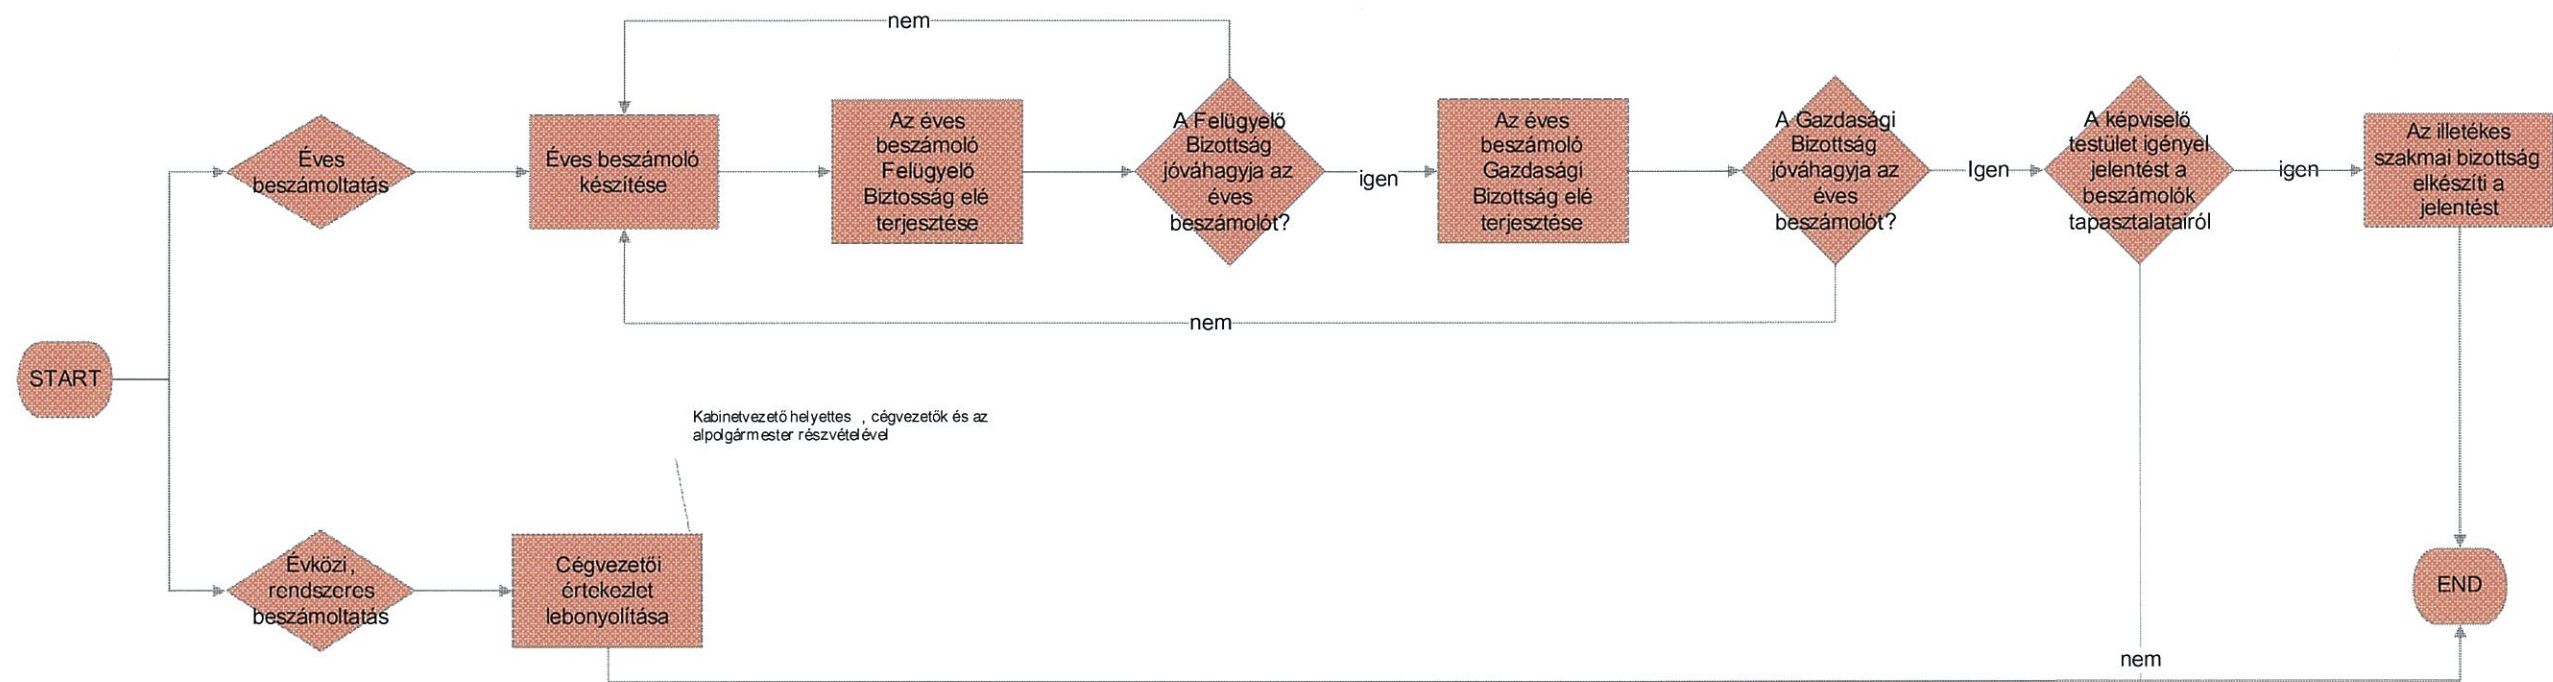 nem
Éves
beszámoltatás
Éves beszámoló
készítése
Az éves
beszámoló
Felügyelő
Biztosság elé
terjesztése
A Felügyelő
Bizottság
jóváhagyja az
éves
beszámolót?
igen
Az éves
beszámoló
Gazdasági
Bizottság elé
terjesztése
A Gazdasági
Bizottság
jóváhagyja az
éves
beszámolót?
Igen
A képviselő
testület igényel
jelentést a
beszámolók
tapasztalatairól
igen
Az illetékes
szakmai bizottság
elkészíti a
jelentést
nem
START
Kabinetvezető helyettes , cégvezetők és az
alpolgármester részvételével
Évközi,
rendszeres
beszámoltatás
Cégvezetői
értekezlet
lebonyolítása
END
nem